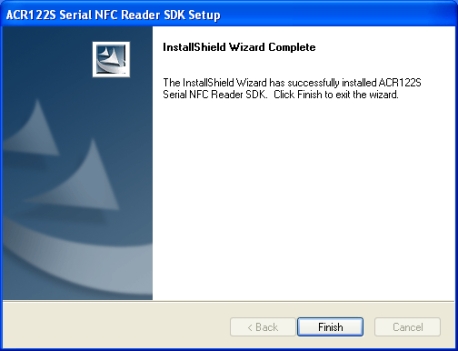 ACR122S Serial NFC Reader SDK Setup
InstallShield Wizard Complete
The InstallShield Wizard has successfully installed ACR122S
Serial NFC Reader SDK.  Click Finish to exit the wizard.
< Back
Finish
Cancel